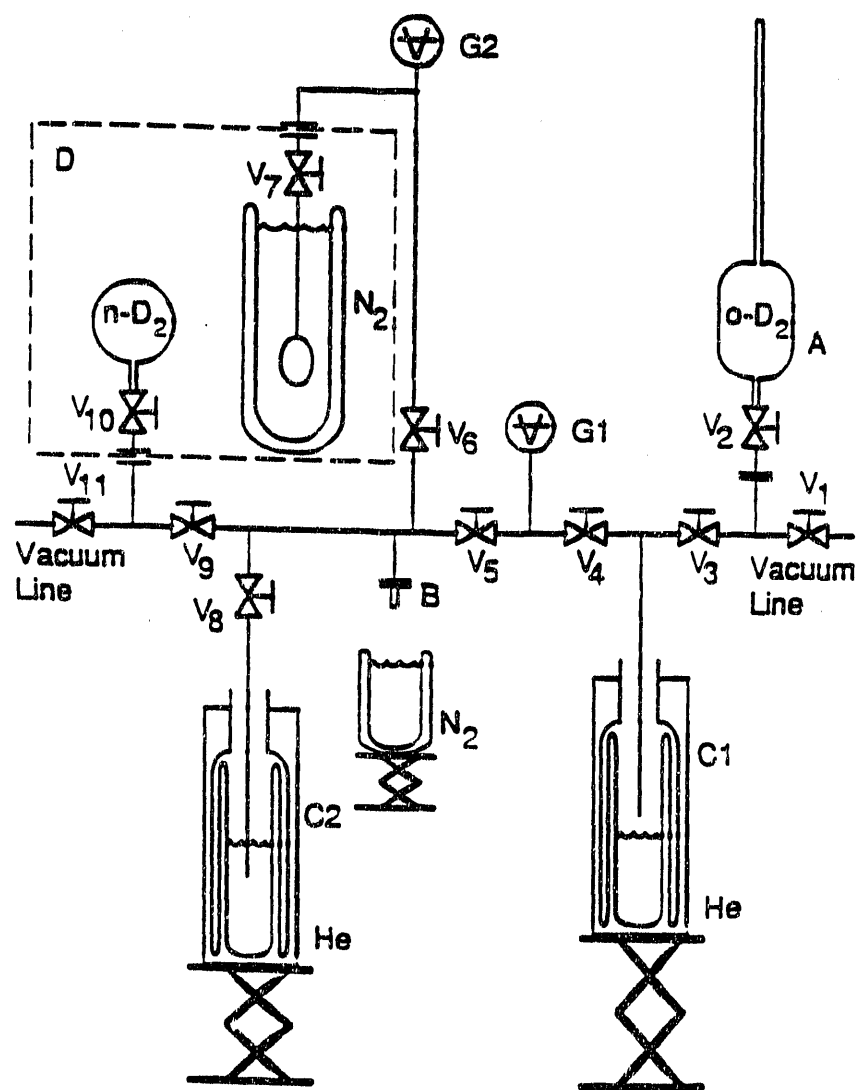 G2
D
V7
n-D2
N2
o-D2
A
V10
V6
G1
V2
V11
V1
Vacuum
Line
V9
V5
V4
V3
Vacuum
Line
V8
B
N2
C1
C2
He
He